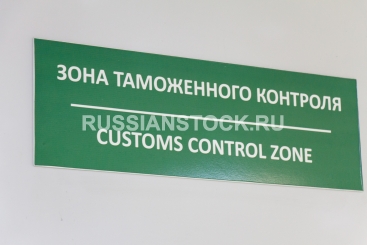 ЗОНА ТАМОЖЕННОГО КОНТРОЛЯ
RUSSIANSTOCK.RU
CUSTOMS CONTROL ZONE